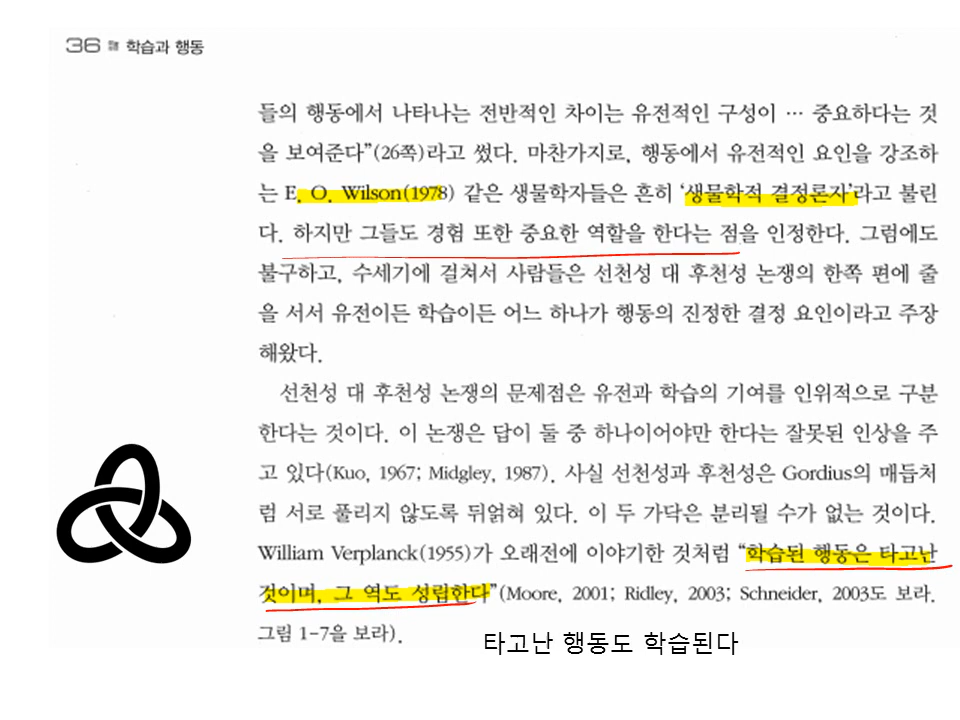 36 학습과 행동
들의 행동에서 나타나는 전반적인 차이는 유전적인 구성이 … 중요하다는 것
을 보여준다”(26쪽)라고 썼다. 마찬가지로, 행동에서 유전적인 요인을 강조하
는 E. O. Wilson(1978) 같은 생물학자들은 흔히 ‘생물학적 결정론자’라고 불린
다. 하지만 그들도 경험 또한 중요한 역할을 한다는 점을 인정한다. 그럼에도
불구하고, 수세기에 걸쳐서 사람들은 선천성 대 후천성 논쟁의 한쪽 편에 줄
을 서서 유전이든 학습이든 어느 하나가 행동의 진정한 결정 요인이라고 주장
해왔다.
선천성 대 후천성 논쟁의 문제점은 유전과 학습의 기여를 인위적으로 구분
한다는 것이다. 이 논쟁은 답이 둘 중 하나이어야만 한다는 잘못된 인상을 주
고 있다(Kuo, 1967; Midgley, 1987). 사실 선천성과 후천성은 Gordius의 매듭처
럼 서로 풀리지 않도록 뒤얽혀 있다. 이 두 가닥은 분리될 수가 없는 것이다.
William Verplanck(1955)가 오래전에 이야기한 것처럼 “학습된 행동은 타고난
것이며, 그 역도 성립한다”(Moore, 2001; Ridley, 2003; Schneider, 2003도 보라.
그림 1-7을 보라).
타고난 행동도 학습된다